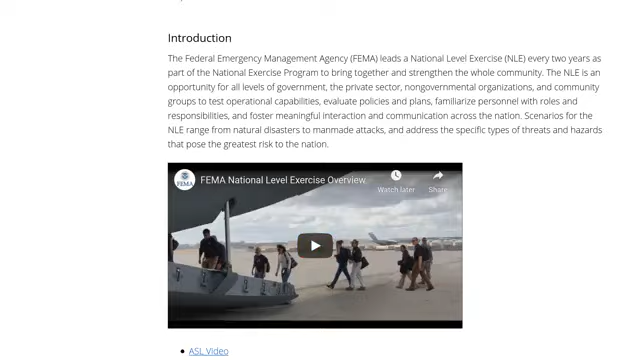 Introduction
The Federal Emergency Management Agency (FEMA) leads a National Level Exercise (NLE) every two years as
part of the National Exercise Program to bring together and strengthen the whole community. The NLE is an
opportunity for all levels of government, the private sector, nongovernmental organizations, and community
groups to test operational capabilities, evaluate policies and plans, familiarize personnel with roles and
responsibilities, and foster meaningful interaction and communication across the nation. Scenarios for the
NLE range from natural disasters to manmade attacks, and address the specific types of threats and hazards
that pose the greatest risk to the nation.
FEMA
FEMA National Level Exercise Overview
Watch later
Share
ASL Video